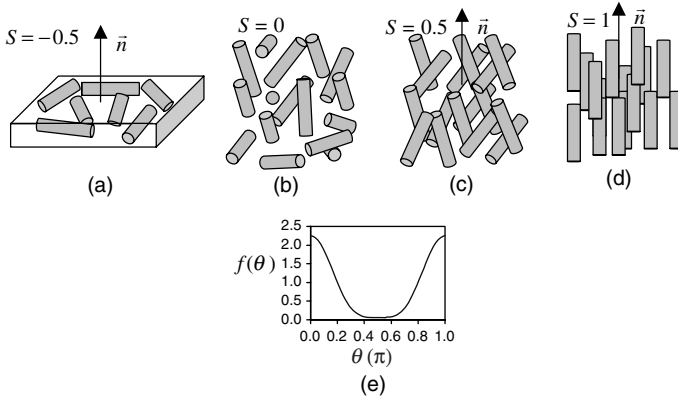 S = −0.5
n⃗
(a)
S = 0
(b)
S = 0.5
n⃗
(c)
S = 1
n⃗
(d)
2.5
2.0
1.5
1.0
0.5
0.0
f(θ)
0.0 0.2 0.4 0.6 0.8 1.0
θ (π)
(e)